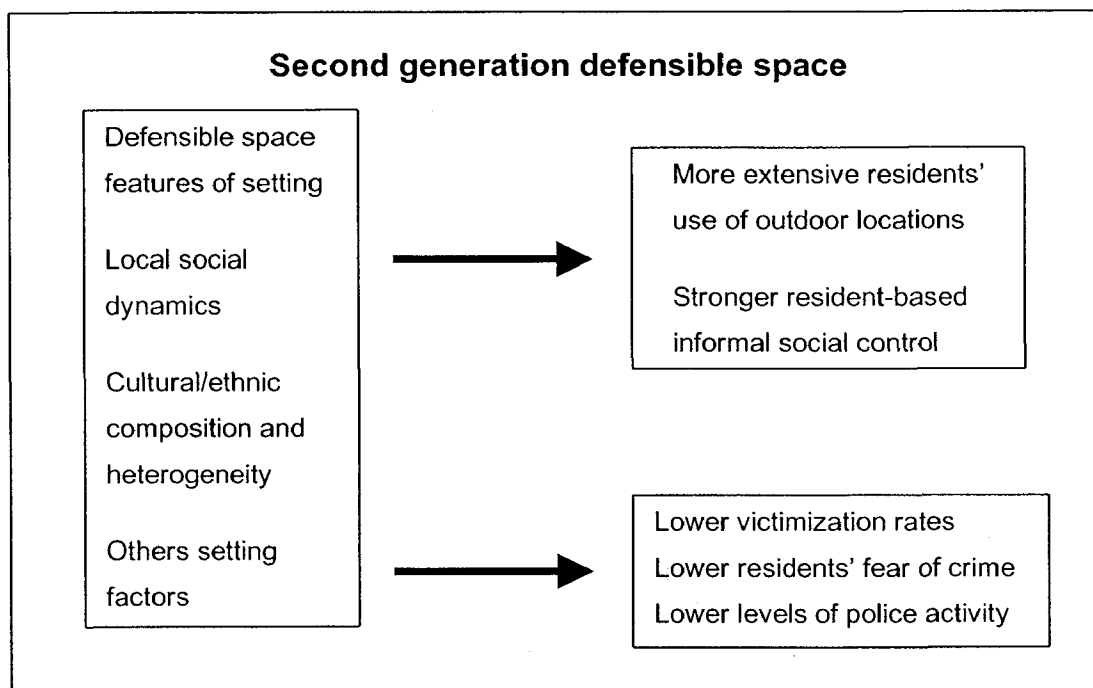 Second generation defensible space
Defensible space
features of setting
Local social
dynamics
Cultural/ethnic
composition and
heterogeneity
Others setting
factors
More extensive residents’
use of outdoor locations
Stronger resident-based
informal social control
Lower victimization rates
Lower residents’ fear of crime
Lower levels of police activity